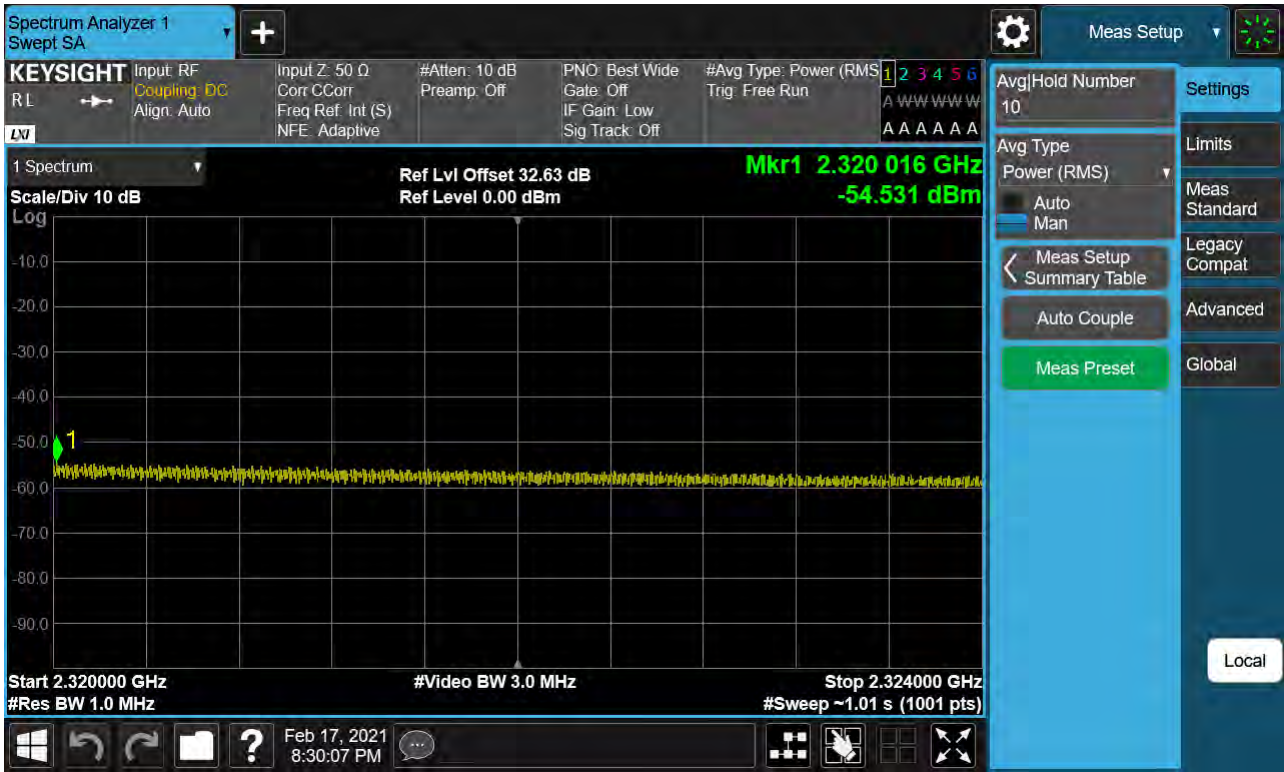 Spectrum Analyzer 1
Swept SA
+
Meas Setup
KEYSIGHT
RL
LXI
Input: RF
Coupling: DC
Align: Auto
Input Z: 50 Ω
Corr CCorr
Freq Ref: Int (S)
NFE: Adaptive
#Atten: 10 dB
Preamp: Off
PNO: Best Wide
Gate: Off
IF Gain: Low
Sig Track: Off
#Avg Type: Power (RMS
Trig: Free Run
1 2 3 4 5 6
A W W W W W
A A A A A A
1 Spectrum
Scale/Div 10 dB
Log
Ref Lvl Offset 32.63 dB
Ref Level 0.00 dBm
Mkr1 2.320 016 GHz
-54.531 dBm
-10.0
-20.0
-30.0
-40.0
-50.0
1
-60.0
-70.0
-80.0
-90.0
Start 2.320000 GHz
#Res BW 1.0 MHz
#Video BW 3.0 MHz
Stop 2.324000 GHz
#Sweep ~1.01 s (1001 pts)
Avg|Hold Number
10
Avg Type
Power (RMS)
Auto
Man
Meas Setup
Summary Table
Auto Couple
Meas Preset
Settings
Limits
Meas
Standard
Legacy
Compat
Advanced
Global
Local
?
Feb 17, 2021
8:30:07 PM